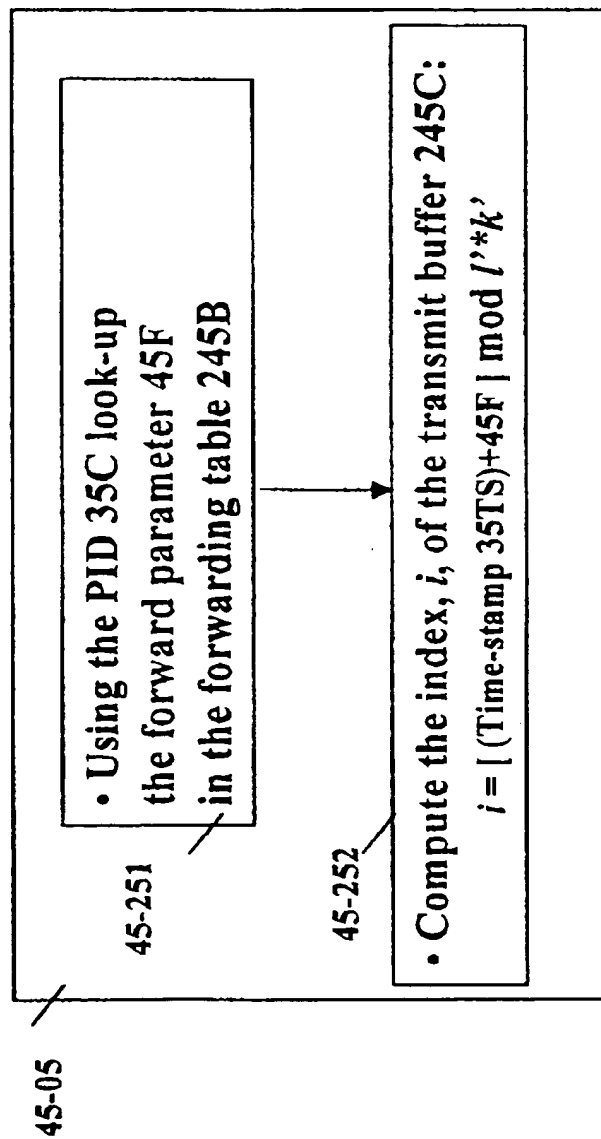 45-05
45-251
• Using the PID 35C look-up
the forward parameter 45F
in the forwarding table 245B
45-252
• Compute the index, i, of the transmit buffer 245C:
i = [ (Time-stamp 35TS)+45F ] mod l'*k'